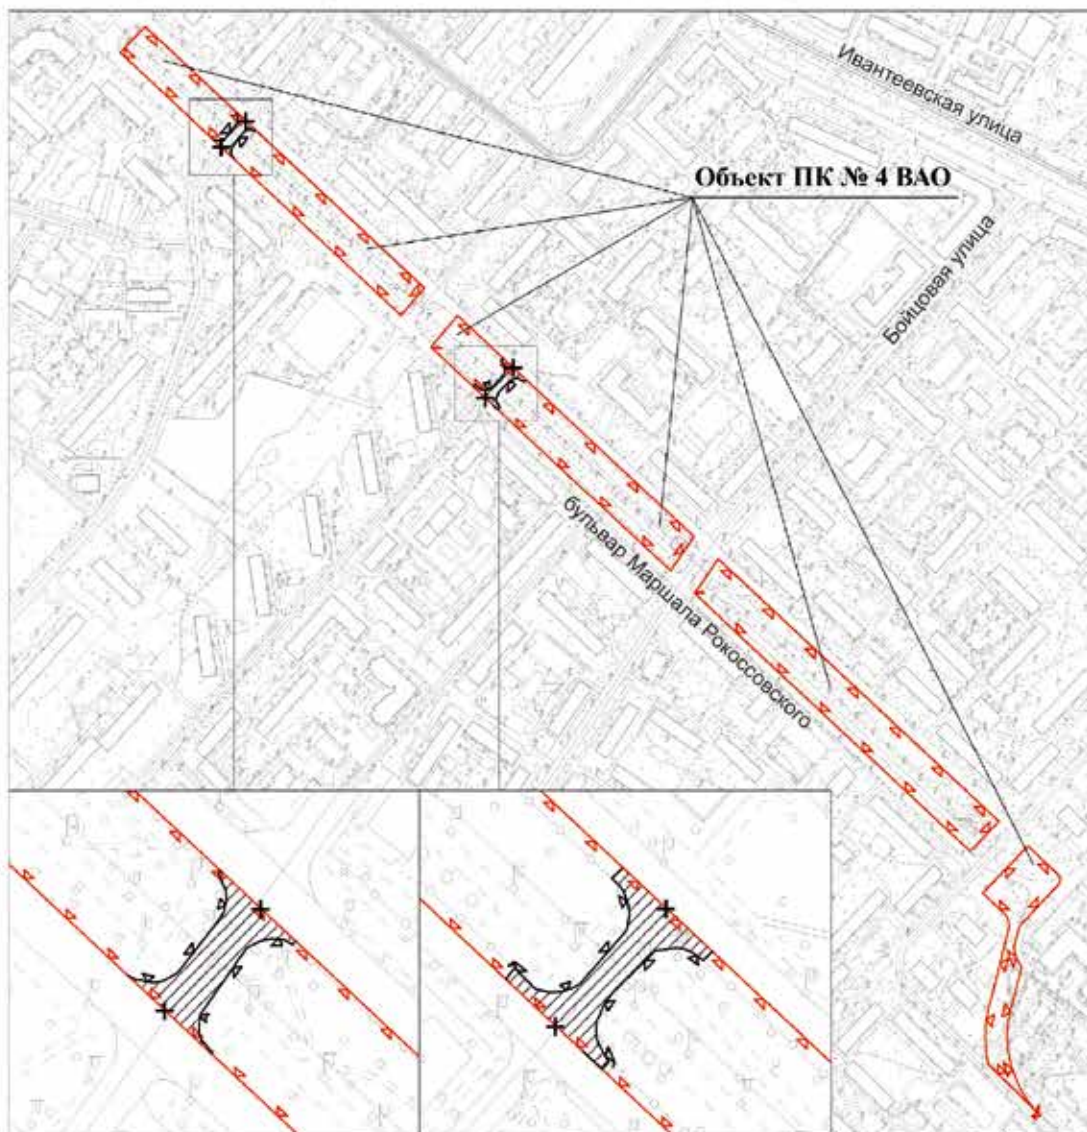 Ивантеевская улица
Объект ПК № 4 ВАО
Бойцовая улица
бульвар Маршала Рокоссовского